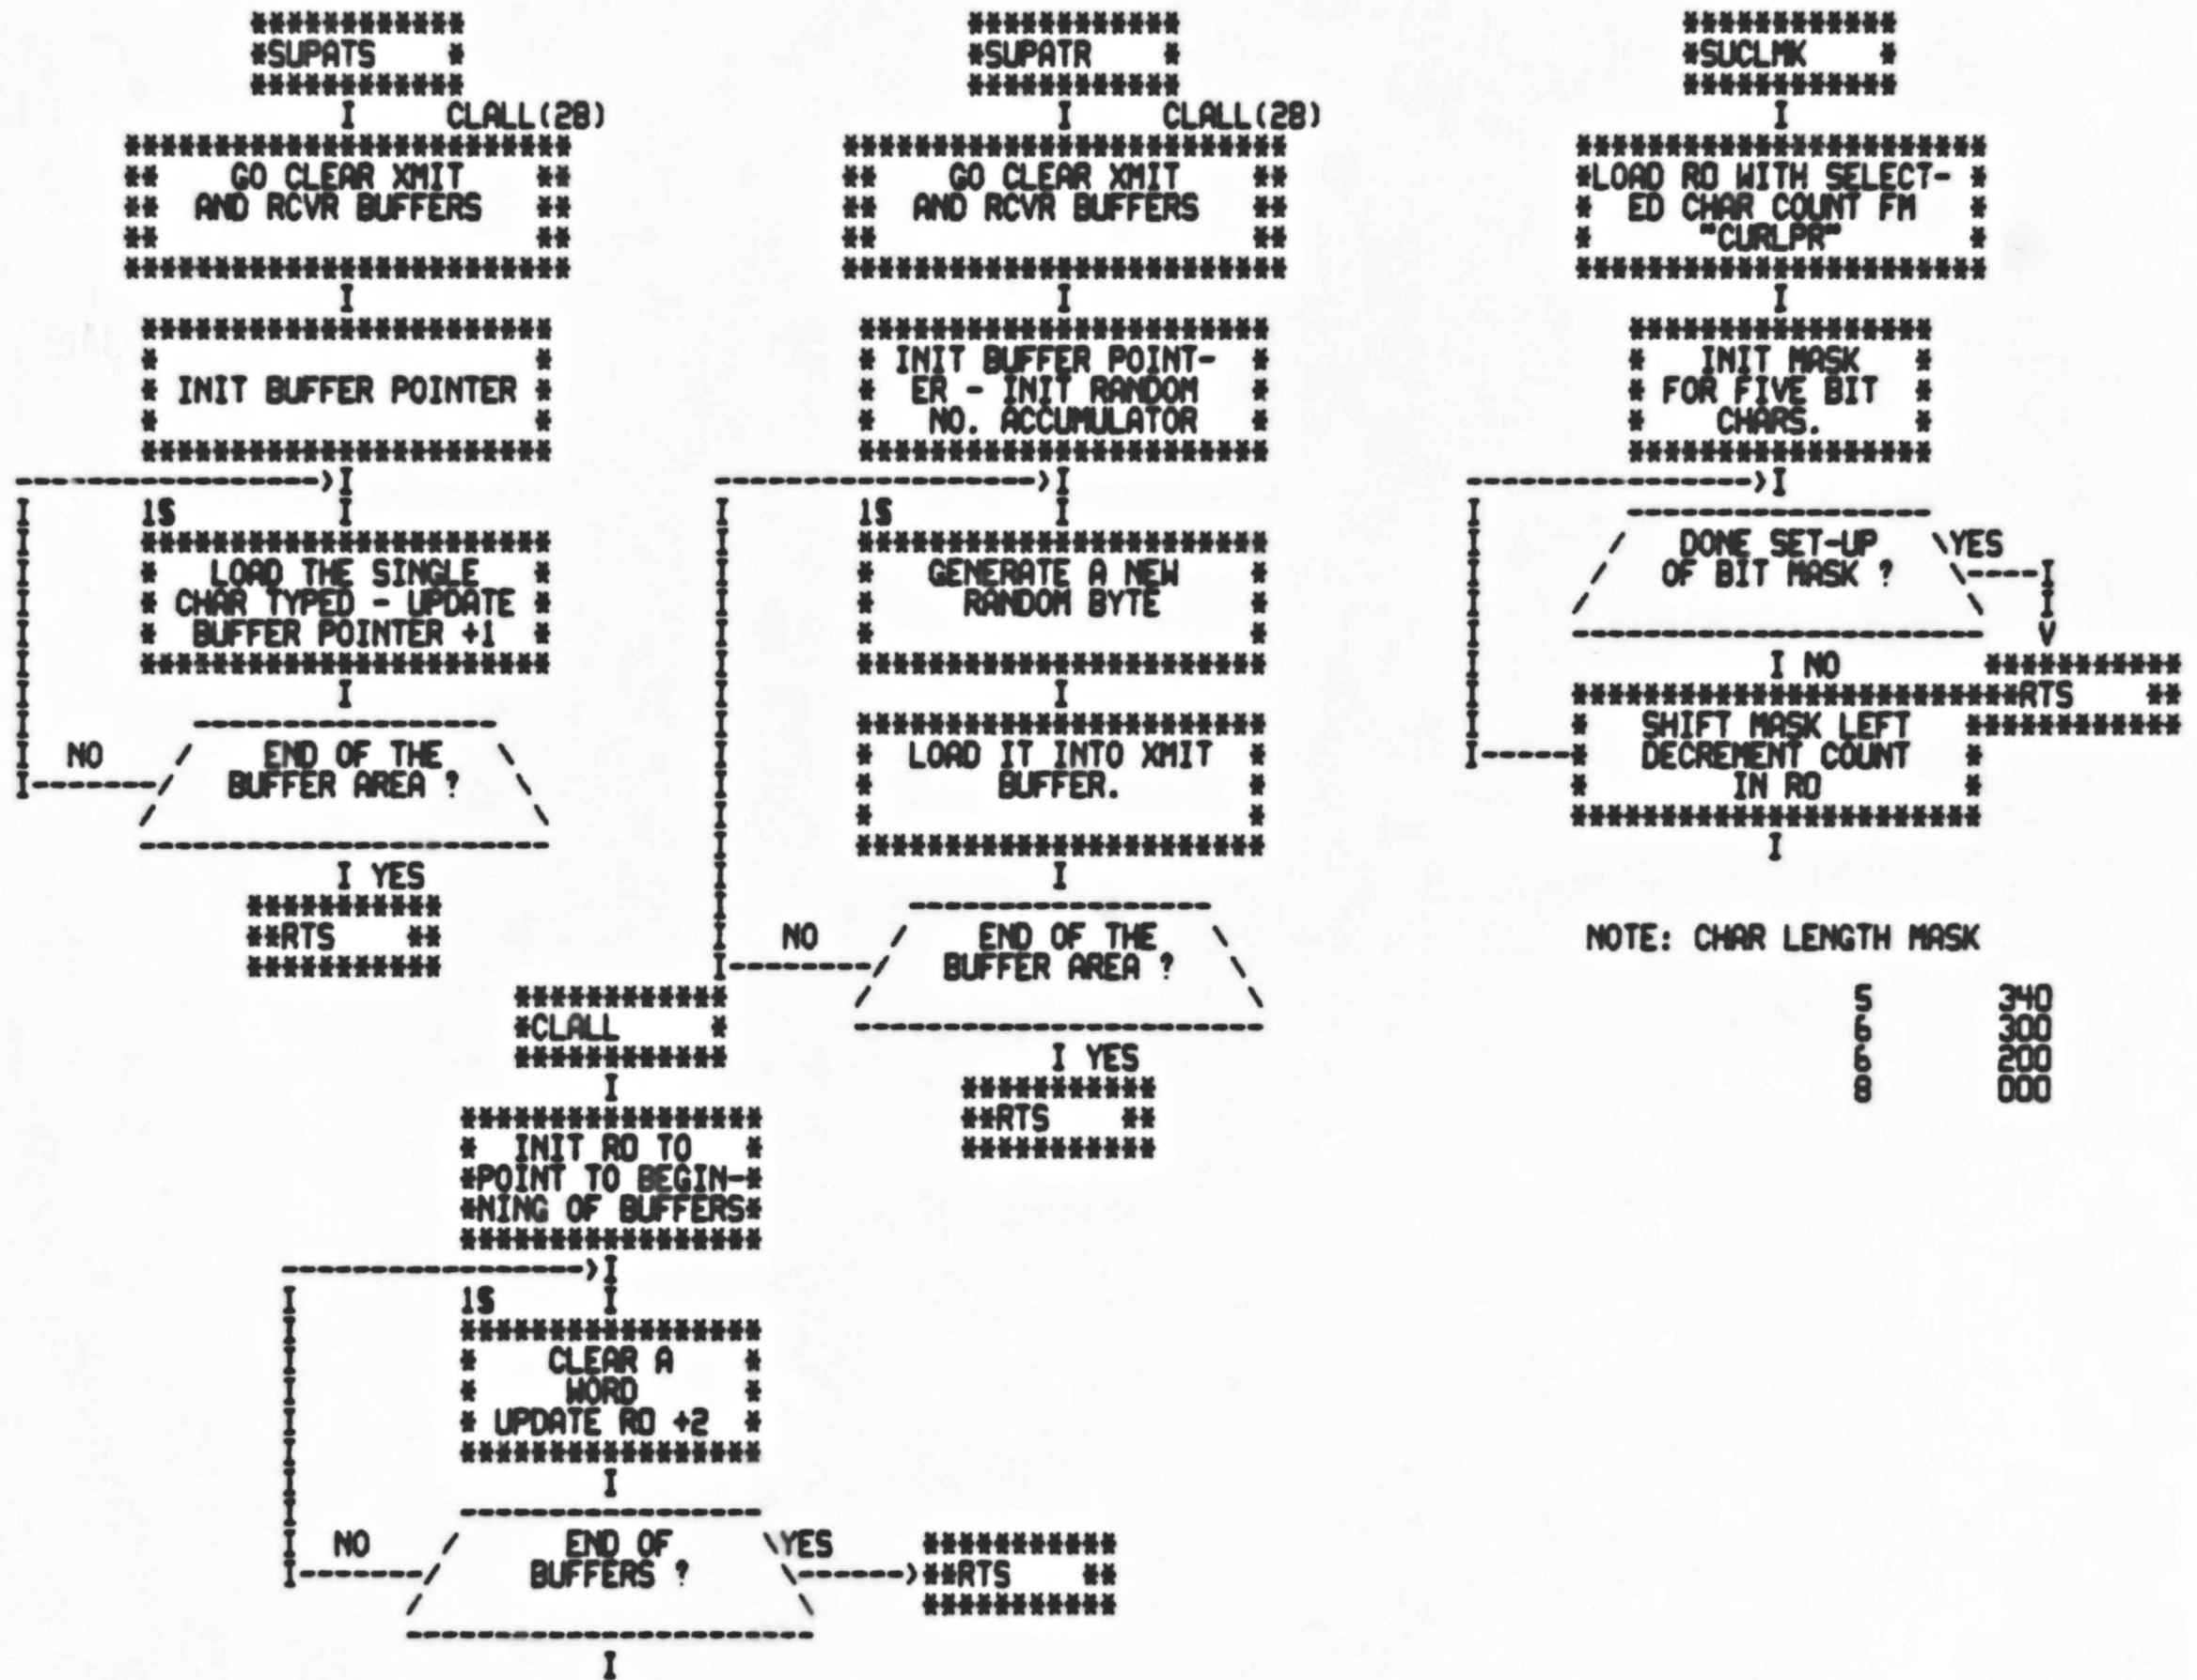 SUPATS
CLALL(28)
GO CLEAR XMIT
AND RCVR BUFFERS
INIT BUFFER POINTER
1$
LOAD THE SINGLE
CHAR TYPED - UPDATE
BUFFER POINTER +1
END OF THE
BUFFER AREA ?
NO
YES
RTS
CLALL
INIT R0 TO
POINT TO BEGIN-
NING OF BUFFERS
1$
CLEAR A
WORD
UPDATE R0 +2
END OF
BUFFERS ?
NO
YES
RTS
SUPATR
CLALL(28)
GO CLEAR XMIT
AND RCVR BUFFERS
INIT BUFFER POINT-
ER - INIT RANDOM
NO. ACCUMULATOR
1$
GENERATE A NEW
RANDOM BYTE
LOAD IT INTO XMIT
BUFFER.
END OF THE
BUFFER AREA ?
NO
YES
RTS
SUCLMK
LOAD R0 WITH SELECT-
ED CHAR COUNT FM
"CURLPR"
INIT MASK
FOR FIVE BIT
CHARS.
DONE SET-UP
OF BIT MASK ?
YES
NO
RTS
SHIFT MASK LEFT
DECREMENT COUNT
IN R0
NOTE: CHAR LENGTH MASK
5 340
6 300
6 200
8 000